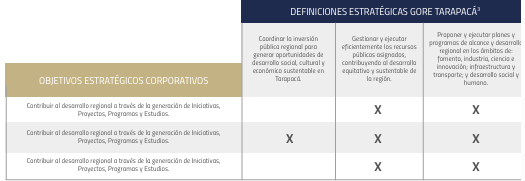 DEFINICIONES ESTRATÉGICAS GORE TARAPACÁ³
Coordinar la inversión
pública regional para
generar oportunidades de
desarrollo social, cultural y
económico sustentable en
Tarapacá.
Gestionar y ejecutar
eficientemente los recursos
públicos asignados,
contribuyendo al desarrollo
equitativo y sustentable de
la región.
Proponer y ejecutar planes y
programas de alcance y desarrollo
regional en los ámbitos de:
fomento, industria, ciencia e
innovación; infraestructura y
transporte; y desarrollo social y
humano.
OBJETIVOS ESTRATÉGICOS CORPORATIVOS
Contribuir al desarrollo regional a través de la generación de Iniciativas,
Proyectos, Programas y Estudios.
X X
Contribuir al desarrollo regional a través de la generación de Iniciativas,
Proyectos, Programas y Estudios.
X X X
Contribuir al desarrollo regional a través de la generación de Iniciativas,
Proyectos, Programas y Estudios.
X X